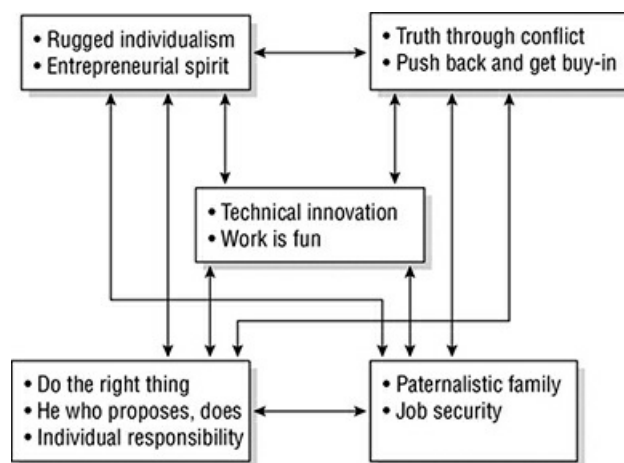 • Rugged individualism
• Entrepreneurial spirit
• Truth through conflict
• Push back and get buy-in
• Technical innovation
• Work is fun
• Do the right thing
• He who proposes, does
• Individual responsibility
• Paternalistic family
• Job security